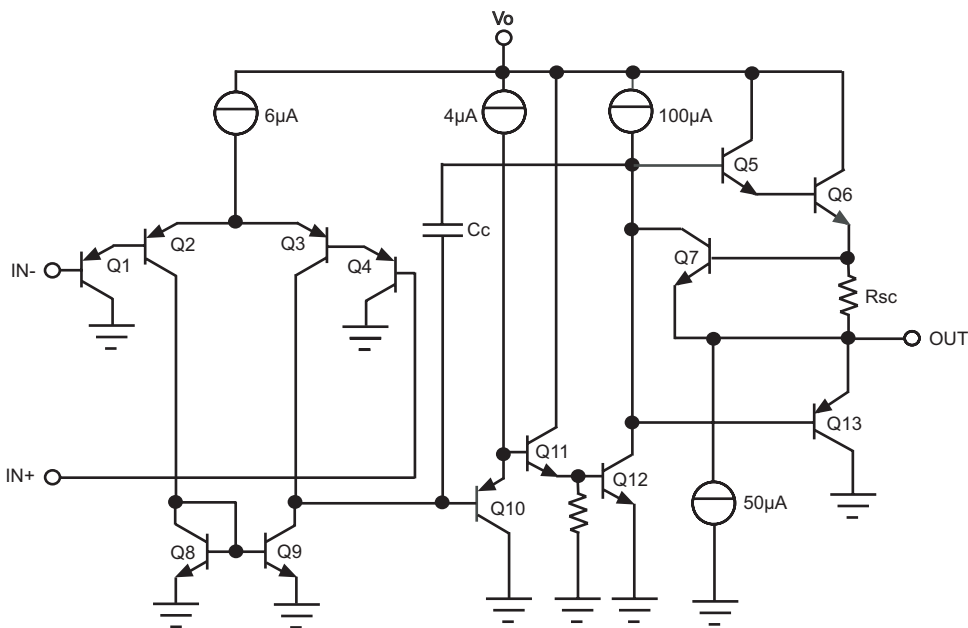 Vo
6μA
4μA
100μA
Q5
Q6
Cc
Q2
Q3
Q7
Q1
Q4
IN-
Rsc
OUT
Q13
Q11
IN+
Q12
Q10
50μA
Q8
Q9